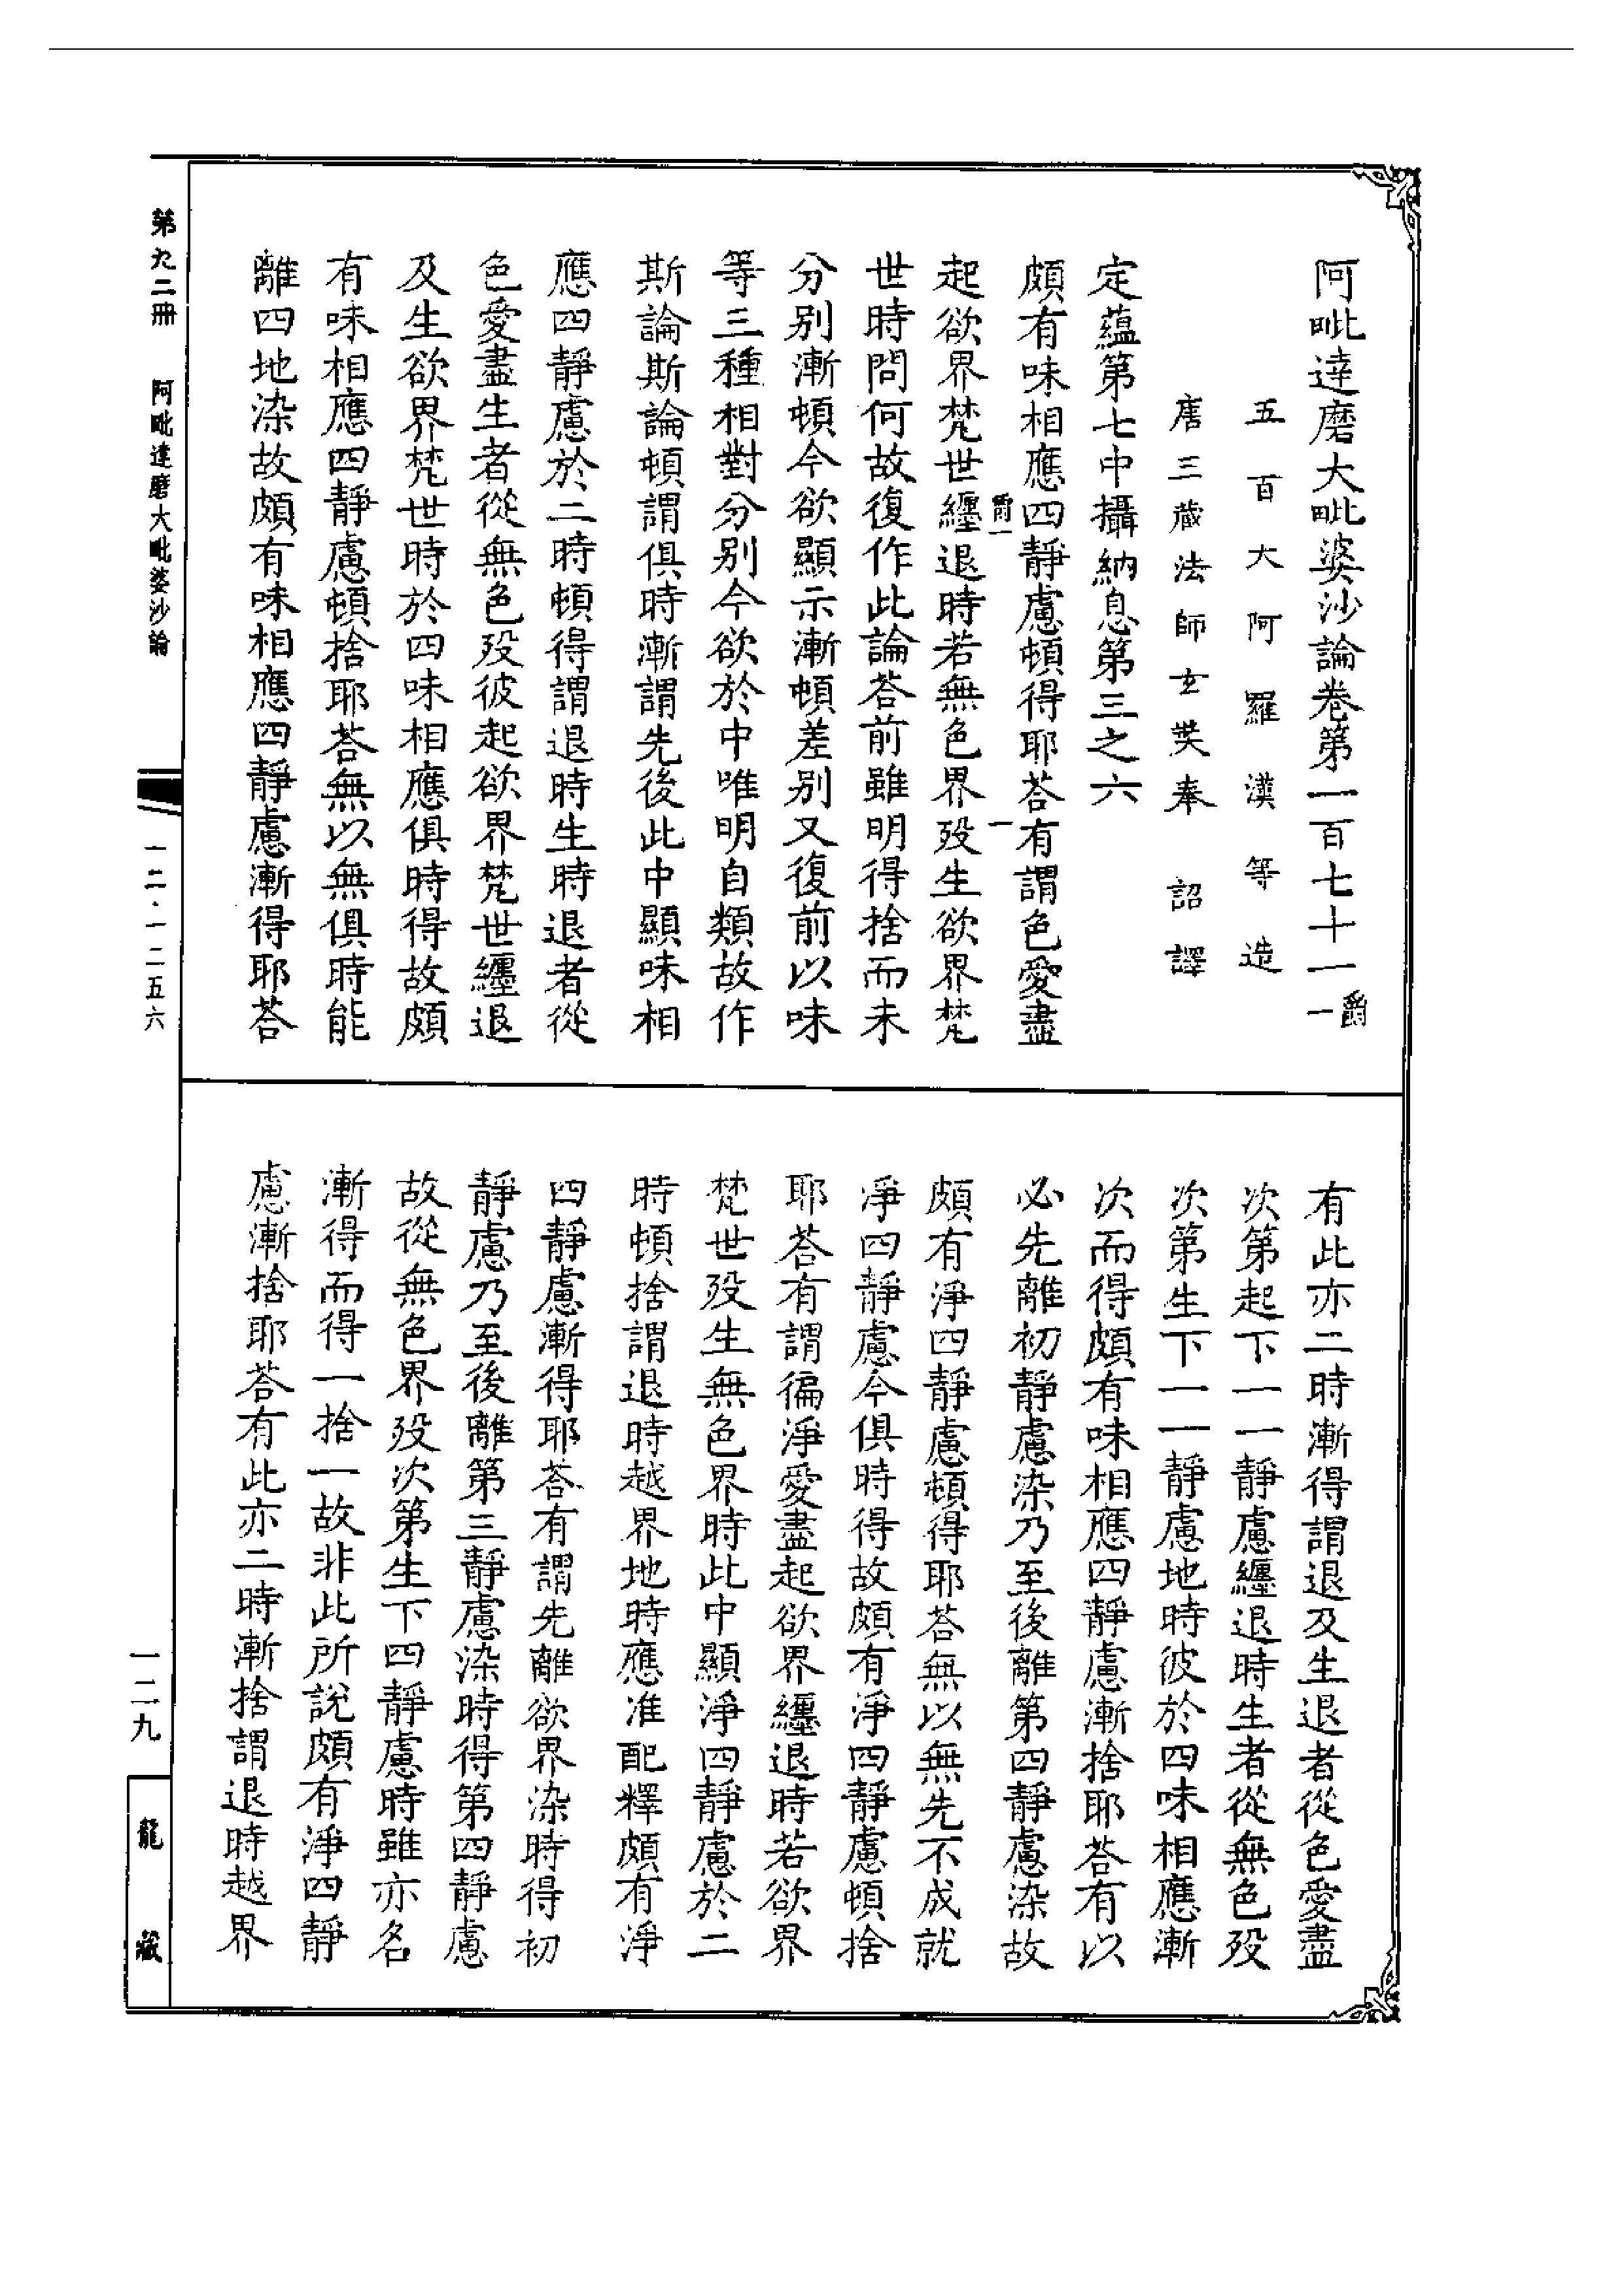 阿毗達磨大毗婆沙論卷第一百七十一 爵一
五百大阿羅漢等造
唐三藏法師玄奘奉 詔譯
定蘊第七中攝納息第三之六
頗有味相應四靜慮頓得耶荅有謂色愛盡
爵一 一
起欲界梵世纏退時若無色界歿生欲界梵
世時問何故復作此論荅前雖明得捨而未
分別漸頓今欲顯示漸頓差別又復前以味
等三種相對分別今欲於中唯明自類故作
斯論斯論頓謂俱時漸謂先後此中顯味相
應四靜慮於二時頓得謂退時生時退者從
色愛盡生者從無色歿彼起欲界梵世纏退
及生欲界梵世時於四味相應俱時得故頗
有味相應四靜慮頓捨耶荅無以無俱時能
離四地染故頗有味相應四靜慮漸得耶荅
有此亦二時漸得謂退及生退者從色愛盡
次第起下一一靜慮纏退時生者從無色歿
次第生下一一靜慮地時彼於四味相應漸
次而得頗有味相應四靜慮漸捨耶荅有以
必先離初靜慮染乃至後離第四靜慮染故
頗有淨四靜慮頓得耶荅無以無先不成就
淨四靜慮今俱時得故頗有淨四靜慮頓捨
耶荅有謂徧淨愛盡起欲界纏退時若欲界
梵世歿生無色界時此中顯淨四靜慮於二
時頓捨謂退時越界地時應准配釋頗有淨
四靜慮漸得耶荅有謂先離欲界染時得初
靜慮乃至後離第三靜慮染時得第四靜慮
故從無色界歿次第生下四靜慮時雖亦名
漸得而得一捨一故非此所說頗有淨四靜
慮漸捨耶荅有此亦二時漸捨謂退時越界
第九二冊 阿毗達磨大毗婆沙論
一二·一二五六
一二九
龍藏